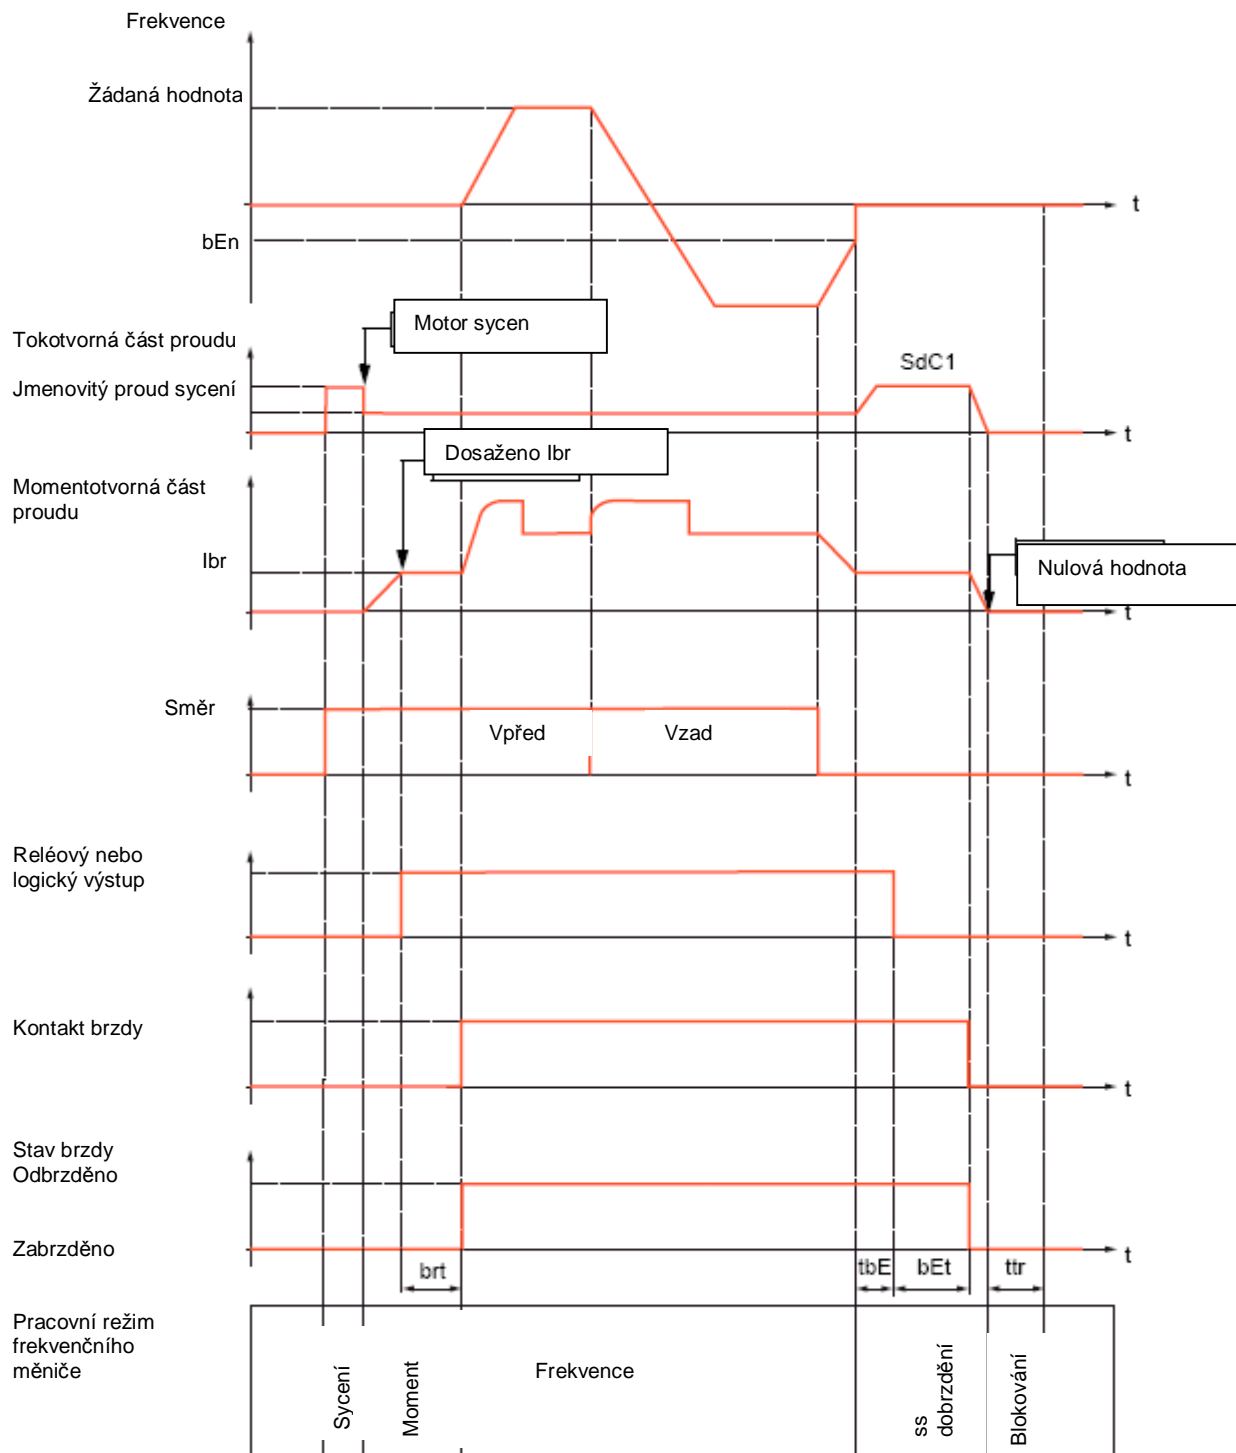 Frekvence
Žádaná hodnota
t
bEn
Motor sycen
Tokotvorná část proudu
SdC1
Jmenovitý proud sycení
t
Dosaženo Ibr
Momentotvorná část
proudu
Ibr
Nulová hodnota
t
Směr
Vpřed
Vzad
t
Reléový nebo
logický výstup
t
Kontakt brzdy
t
Stav brzdy
Odbrzděno
Zabrzděno
t
brt
tbE
bEt
ttr
Pracovní režim
frekvenčního
měniče
Sycení
Moment
Frekvence
ss
dobrzdění
Blokování